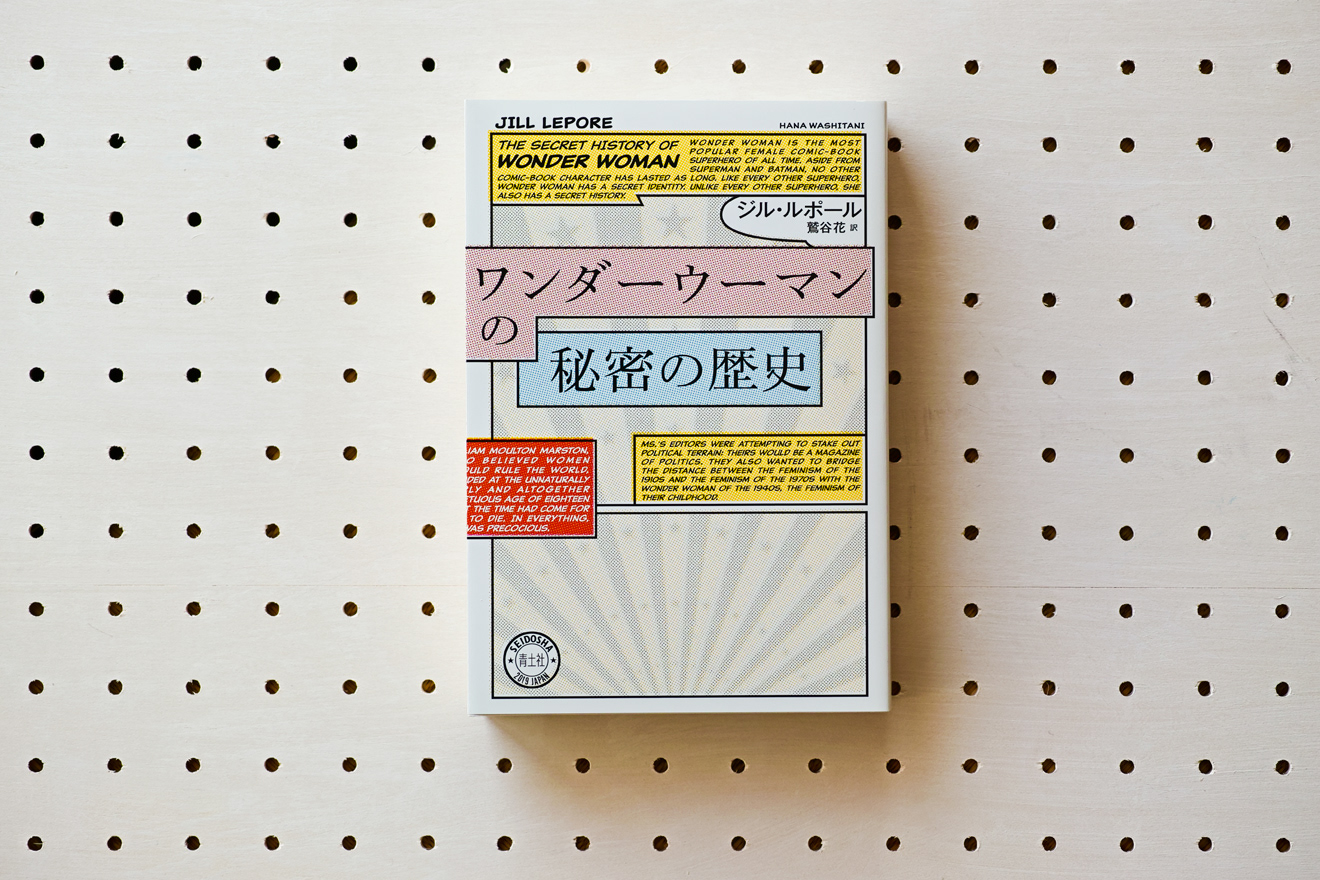 JILL LEPORE
HANA WASHITANI
THE SECRET HISTORY OF
WONDER WOMAN
WONDER WOMAN IS THE MOST
POPULAR FEMALE COMIC-BOOK
SUPERHERO OF ALL TIME. ASIDE FROM
SUPERMAN AND BATMAN, NO OTHER
COMIC-BOOK CHARACTER HAS LASTED AS LONG. LIKE EVERY OTHER SUPERHERO,
WONDER WOMAN HAS A SECRET IDENTITY. UNLIKE EVERY OTHER SUPERHERO, SHE
ALSO HAS A SECRET HISTORY.
ジル・ルポール
鷲谷花 訳
ワンダーウーマン
の
秘密の歴史
IAM MOULTON MARSTON,
O BELIEVED WOMEN
OULD RULE THE WORLD,
DED AT THE UNNATURALLY
LY AND ALTOGETHER
TUOUS AGE OF EIGHTEEN
T THE TIME HAD COME FOR
TO DIE. IN EVERYTHING,
WAS PRECOCIOUS.
MS.'S EDITORS WERE ATTEMPTING TO STAKE OUT
POLITICAL TERRAIN: THEIRS WOULD BE A MAGAZINE
OF POLITICS. THEY ALSO WANTED TO BRIDGE
THE DISTANCE BETWEEN THE FEMINISM OF THE
1910S AND THE FEMINISM OF THE 1970S WITH THE
WONDER WOMAN OF THE 1940S, THE FEMINISM OF
THEIR CHILDHOOD.
SEIDOSHA
青土社
2019 JAPAN